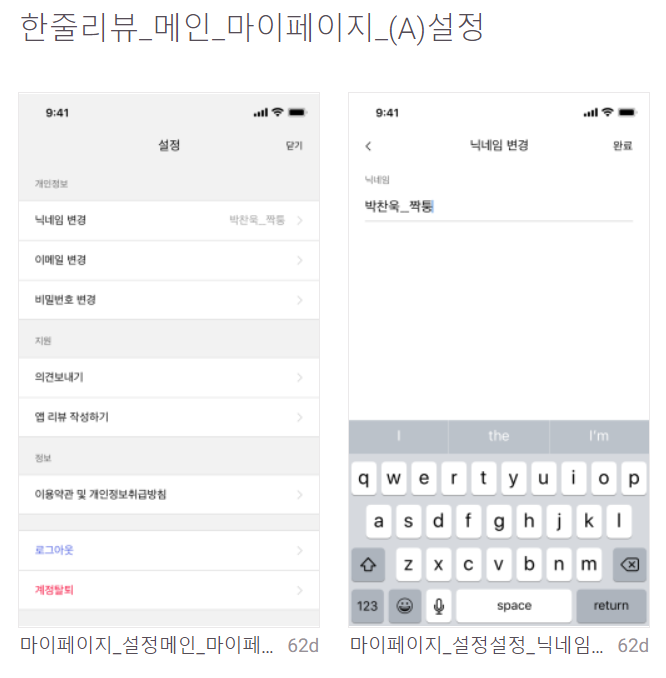 한줄리뷰_메인_마이페이지_(A)설정
9:41
설정
닫기
개인정보
닉네임 변경
박찬욱_짝퉁
이메일 변경
비밀번호 변경
지원
의견보내기
앱 리뷰 작성하기
정보
이용약관 및 개인정보취급방침
로그아웃
계정탈퇴
마이페이지_설정메인_마이페...
62d
9:41
닉네임 변경
완료
닉네임
박찬욱_짝퉁
I the I'm
q w e r t y u i o p
a s d f g h j k l
z x c v b n m
123 space return
마이페이지_설정설정_닉네임...
62d